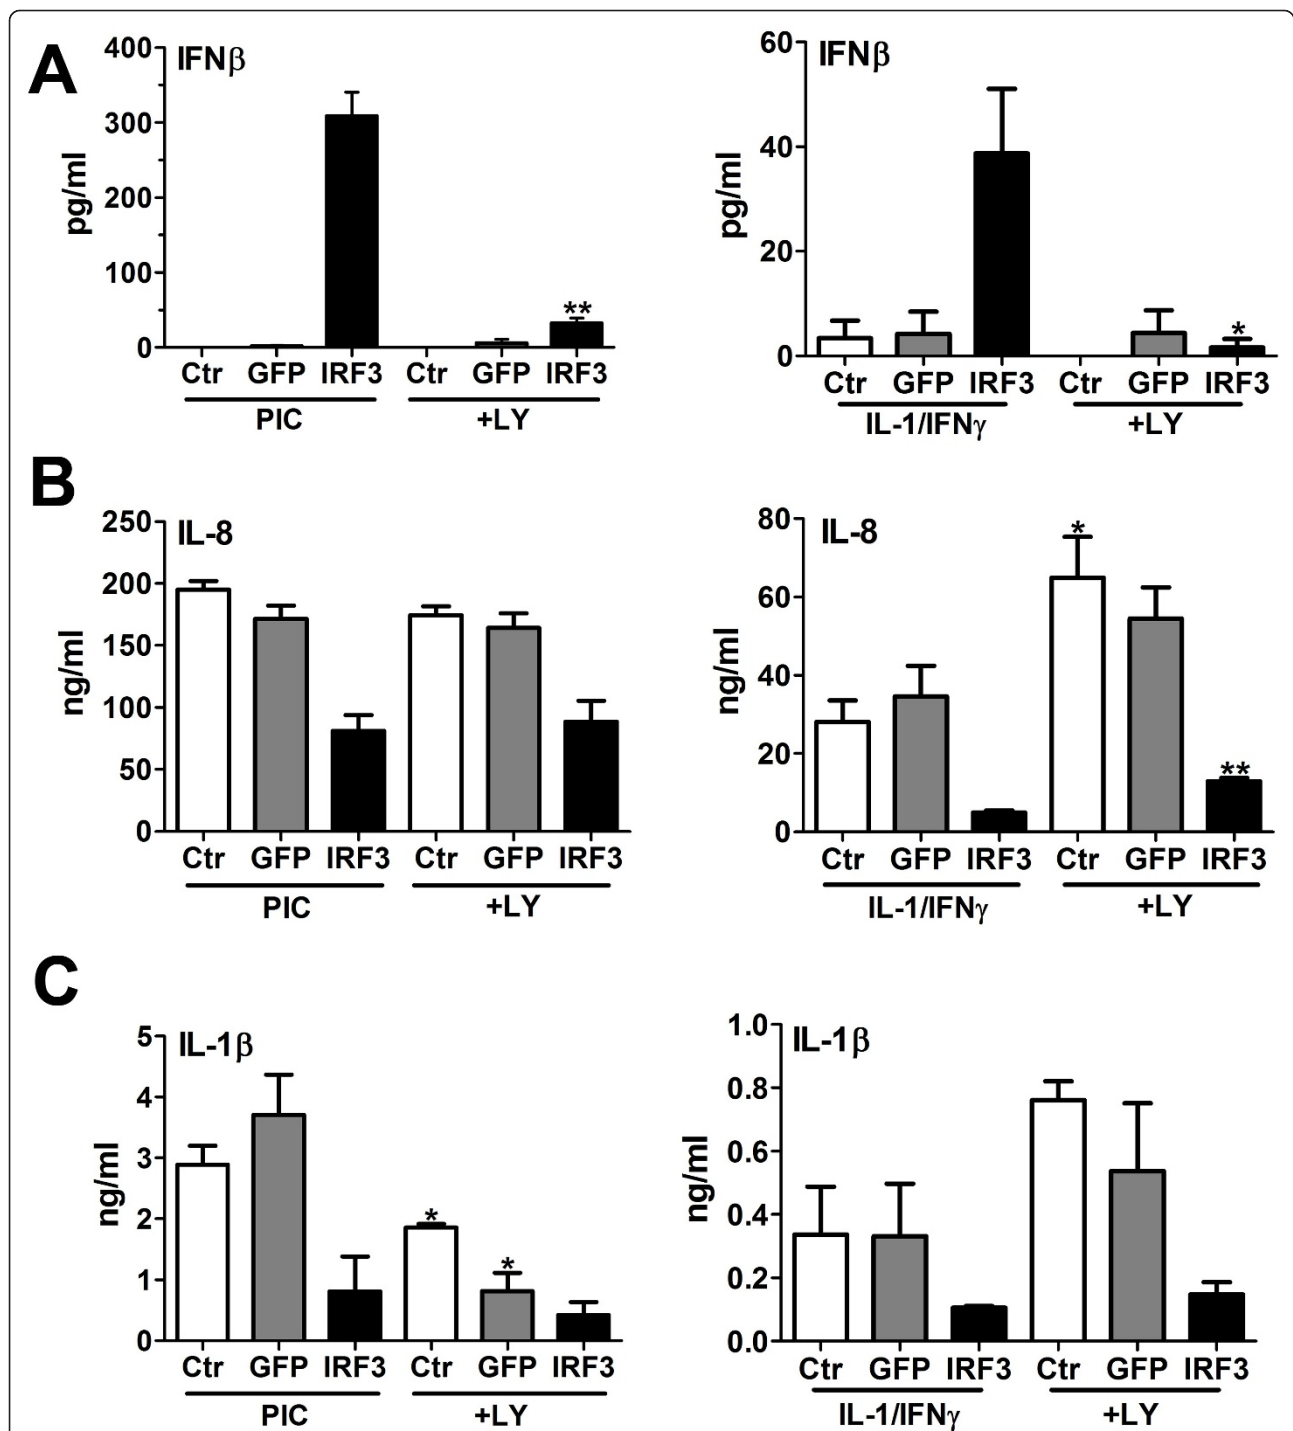 A
IFNβ
pg/ml
400
300
200
100
0
**
Ctr GFP IRF3 Ctr GFP IRF3
PIC +LY
IFNβ
pg/ml
60
40
20
0
*
Ctr GFP IRF3 Ctr GFP IRF3
IL-1/IFNγ +LY
B
IL-8
ng/ml
250
200
150
100
50
0
Ctr GFP IRF3 Ctr GFP IRF3
PIC +LY
IL-8
ng/ml
80
60
40
20
0
*
**
Ctr GFP IRF3 Ctr GFP IRF3
IL-1/IFNγ +LY
C
IL-1β
ng/ml
5
4
3
2
1
0
*
*
Ctr GFP IRF3 Ctr GFP IRF3
PIC +LY
IL-1β
ng/ml
1.0
0.8
0.6
0.4
0.2
0.0
Ctr GFP IRF3 Ctr GFP IRF3
IL-1/IFNγ +LY